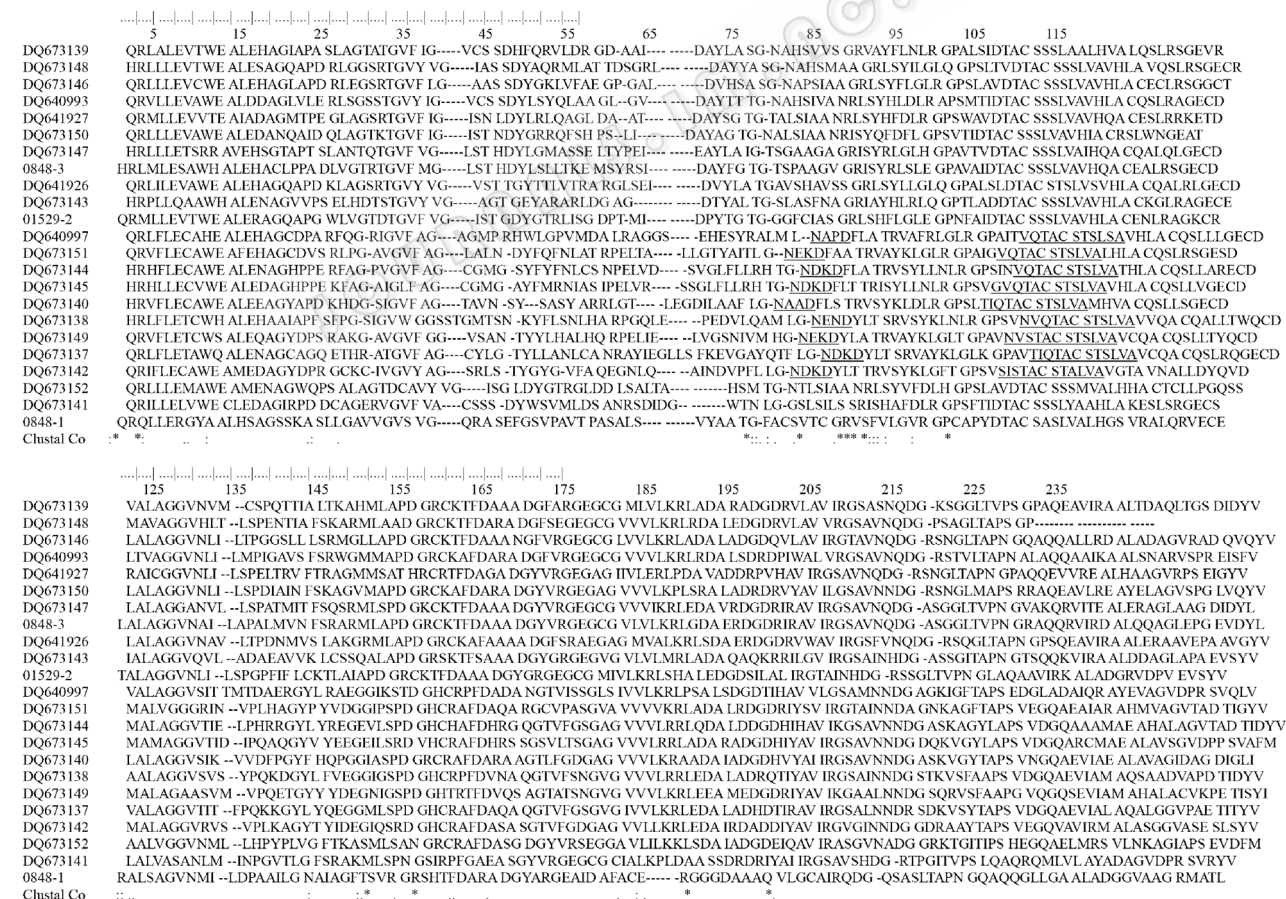 ....|....| ....|....| ....|....| ....|....| ....|....| ....|....| ....|....| ....|....| ....|....| ....|....| ....|....| ....|....|
5 15 25 35 45 55 65 75 85 95 105 115
DQ673139 QRLALEVTWE ALEHAGIAPA SLAGTATGVF IG-----VCS SDHFQRVLDR GD-AAI---- -----DAYLA SG-NAHSVVS GRVAYFLNLR GPALSIDTAC SSSLAALHVA LQSLRSGEVR
DQ673148 HRLLLEVTWE ALESAGQAPD RLGGSRTGVY VG-----IAS SDYAQRMLAT TDSGRL---- -----DAYYA SG-NAHSMAA GRLSYILGLQ GPSLTVDTAC SSSLVAVHLA VQSLRSGECR
DQ673146 QRLLLEVCWE ALEHAGLAPD RLEGSRTGVF LG-----AAS SDYGKLVFAE GP-GAL---- -----DVHSA SG-NAPSIAA GRLSYFLGLR GPSLAVDTAC SSSLVAVHLA CECLRSGGCT
DQ640993 QRVLLEVAWE ALDDAGLVLE RLSGSSTGVY IG-----VCS SDYLSYQLAA GL--GV---- -----DAYTT TG-NAHSIVA NRLSYHLDLR APSMTIDTAC SSSLVAVHLA CQSLRAGECD
DQ641927 QRMLLEVVTE AIADAGMTPE GLAGSRTGVF IG-----ISN LDYLRLQAGL DA--AT---- -----DAYSG TG-TALSIAA NRLSYHFDLR GPSWAVDTAC SSSLVAVHQA CESLRRKETD
DQ673150 QRLLLEVAWE ALEDANQAID QLAGTKTGVF IG-----IST NDYGRRQFSH PS--LI---- -----DAYAG TG-NALSIAA NRISYQFDFL GPSVTIDTAC SSSLVAVHIA CRSLWNGEAT
DQ673147 HRLLLETSRR AVEHSGTAPT SLANTQTGVF VG-----LST HDYLGMASSE LTYPEI---- -----EAYLA IG-TSGAAGA GRISYRLGLH GPAVTVDTAC SSSLVAIHQA CQALQLGECD
0848-3 HRLMLESAWH ALEHACLPPA DLVGTRTGVF MG-----LST HDYLSLLTKE MSYRSI---- -----DAYFG TG-TSPAAGV GRISYRLSLE GPAVAIDTAC SSSLVAVHQA CEALRSGECD
DQ641926 QRLILEVAWE ALEHAGQAPD KLAGSRTGVY VG-----VST TGYTTLVTRA RGLSEI---- -----DVYLA TGAVSHAVSS GRLSYLLGLQ GPALSLDTAC STSLVSVHLA CQALRLGECD
DQ673143 HRPLLQAAWH ALENAGVVPS ELHDTSTGVY VG-----AGT GEYARARLDG AG-------- -----DTYAL TG-SLASFNA GRIAYHLRLQ GPTLADDTAC SSSLVAVHLA CKGLRAGECE
01529-2 QRMLLEVTWE ALERAGQAPG WLVGTDTGVF VG-----IST GDYGTRLISG DPT-MI---- -----DPYTG TG-GGFCIAS GRLSHFLGLE GPNFAIDTAC SSSLVAVHLA CENLRAGKCR
DQ640997 QRLFLECAHE ALEHAGCDPA RFQG-RIGVF AG-----AGMP RHWLGPVMDA LRAGGS---- -EHESYRALM L--NAPDFLA TRVAFRLGLR GPAITVQTAC STSLSAVHLA CQSLLLGECD
DQ673151 QRVFLECAWE AFEHAGCDVS RLPG-AVGTF AG-----LALN -DYFQFNLAT RPELTA---- --LLGTYAITL G--NEKDFAA TRVAYKLGLR GPAIGVQTAC STSLVALHLA CQSLRSGESD
DQ673144 HRHFLECAWE ALENAGHPPE RFAG-PVGVF AG----CGMG -SYFYFNLCS NPELVD---- -SVGLFLLRH TG-NDKDFLA TRVSYLLNLR GPSINVQTAC STSLVATHLA CQSLLARECD
DQ673145 HRHLLECVWE ALEDAGHPPE KFAG-AIGLF AG----CGMG -AYFMRNIAS IPELVR---- -SSGLFLLRH TG-NDKDFLT TRISYLLNLR GPSVGVQTAC STSLVAVHLA CQSLLVGECD
DQ673140 HRVFLECAWE AEEAGYAPD KHDG-SIGVF AG----TAVN -SY---SASY ARRLGT---- -LEGDILAAF LG-NAADFLS TRVSYKLDLR GPSLTIQTAC STSLVAMHVA CQSLLSGECD
DQ673138 HRLFLETCWH ALEHAAIAPF SFPG-SIGVW GGSSTGMTSN -KYFLSNLHA RPGQLE---- --PEDVLQAM LG-NENDYLT SRVSYKLNLR GPSVNVQTAC STSLVAVVQA CQALLTWQCD
DQ673149 QRLFLETCWS ALEQAGYDPS RAKG-AVGVF GG----VSAN -TYYLHALHQ RPELIE---- --LVGSNIVM HG-NEKDYLA TRVAYKLGLT GPAVNVSTAC STSLVAVCQA CQSLLTYQCD
DQ673137 QRLFLETAWQ ALENAGCAGQ ETHR-ATGVF AG----CYLG -TYLLANLCA NRAYIEGLLS FKEVGAYQTF LG-NDKDYLT SRVAYKLGLK GPAVTIQTAC STSLVAVCQA CQSLRQGECD
DQ673142 QRIFLECAWE AMEDAGYDPR GCKC-IVGVY AG----SRLS -TYGYG-VFA QEGNLQ---- --AINDVPFLL G--NDKDYLT TRVSYKLGFT GPSVSISTAC STALVAVGTA VNALLDYQVD
DQ673152 QRLLLEMAWE AMENAGWQPS ALAGTDCAVY VG-----ISG LDYGTRGLDD LSALTA---- -------HSM TG-NTLSIAA NRLSYVFDLH GPSLAVDTAC SSSMVALHHA CTCLLPGQSS
DQ673141 QRILLELVWE CLEDAGIRPD DCAGERVGVF VA----CSSS -DYWSVMLDS ANRSDIDG-- --------WTN LG-GSLSILS SRISHAFDLR GPSFTIDTAC SSSLYAAHLA KESLRSGECS
0848-1 QRQLLERGYA ALHSAGSSKA SLLGAVVGVS VG-----QRA SEFGSVPAVT PASALS---- -----VYAA TG-FACSVTC GRVSFVLGVR GPCAPYDTAC SASLVALHGS VRALQRVECE
Clustal Co :* *: .. : .: . *::. : . .* .:*** *:::: : . *
....|....| ....|....| ....|....| ....|....| ....|....| ....|....| ....|....| ....|....| ....|....| ....|....| ....|....| ....|....|
125 135 145 155 165 175 185 195 205 215 225 235
DQ673139 VALAGGVNVM --CSPQTTIA LTKAHMLAPD GRCKTFDAAA DGFARGEGCG MLVLKRLADA RADGDRVLAV IRGSASNQDG -KSGGLTVPS GPAQEAVIRA ALTDAQLTGS DIDYV
DQ673148 MAVAGGVHLT --LSPENTIA FSKARMLAAD GRCKTFDARA DGFSEGEGCG VVVLKRLRDA LEDGDRVLAV VRGSAVNQDG -PSAGLTAPS GP-------- ---------- -----
DQ673146 LALAGGVNLI --LTPGGSLL LSRMGLLAPD GRCKTFDAAA NGFVRGEGCG LVVLKRLADA LADGDQVLAV IRGTAVNQDG -RSNGLTAPN GQAQQALLRD ALADAGVRAD QVQYV
DQ640993 LTVAGGVNLI --LMPIGAVS FSRWGMMAPD GRCKAFDARA DGFVRGEGCG VVVLKRLRDA LSDRDPIWAL VRGSAVNQDG -RSTVLTAPN ALAQQAAIKA ALSNARVSPR EISFV
DQ641927 RAICGGVNLI --LSPELTRV FTRAGMMSAT HRCRTFDAGA DGYVRGEGAG IIVLERLPDA VADDRPVHAV IRGSAVNQDG -RSNGLTAPN GPAQQEVVRE ALHAAGVRPS EIGYV
DQ673150 LALAGGVNLI --LSPDIAIN FSKAGVMAPD GRCKAFDARA DGYVRGEGAG VVVLKPLSRA LADRDRVYAV ILGSAVNQDG -RSNGLMAPS RRAQEAVLRE AYELAGVSPG LVQYV
DQ673147 LALAGGANVL --LSPATMIT FSQSRMLSPD GKCKTFDAAA DGYVRGEGCG VVVIKRLEDA VRDGDRIRAV IRGSAVNQDG -ASGGLTVPN GVAKQRVITE ALERAGLAAG DIDYL
0848-3 LALAGGVNAI --LAPALMVN FSRARMLSPD GRCKTFDAAA DGYVRGEGCG VLVLKRLGDA ERDGDRIRAV IRGSAVNQDG -ASGGLTVPN GRAQQRVIRD ALQQAGLEPG EVDYL
DQ641926 LALAGGVNAV --LTPDNMVS LAKGRMLAPD GRCKAFAAAA DGFSRAEGAG MVALKRLSDA ERDGDRVWAV IRGSFVNQDG -RSQGLTAPN GPSQEAVIRA ALERAAVEPA AVGYV
DQ673143 IALAGGVQVL --ADAEAVVK LCSSQALAPD GRSKTFSAAA DGYGRGEGVG VLVLMRLADA QAQKRRILGV IRGSAINHDG -ASSGITAPN GTSQQKVIRA ALDDAGLAPA EVSYV
01529-2 TALAGGVNLI --LSPGPFIF LCKTLAIAPD GRCKTFDAAA DGYGRGEGCG MIVLKRLSHA LEDGDSILAL IRGTAINHDG -RSSGLTVPN GLAQAAVIRK ALADGRVDPV EVSYV
DQ640997 VALAGGVSIT TMTDAERGYL RAEGGIKSTD GHCRPFDADA NGTVISSGLS IVVLKRLPSA LSDGDTIHAV VLGSAMNNDG AGKIGFTAPS EDGLADAIQR AYEVAGVDPR SVQLV
DQ673151 MALVGGGRIN --VPLHAGYP YVDGGIPSPD GHCRAFDAQA RGCVPASGVA VVVVKRLADA LRDGDRIYSV IRGTAINNDA GNKAGFTAPS VEGQAEAIAR AHMVAGVTAD TIGYV
DQ673144 MALAGGVTIE --LPHRRGYL YREGEVLSPD GHCHAFDHRG QGTVFGSGAG VVVLRRLQDA LDDGDHIHAV IKGSAVNNDG ASKAGYLAPS VDGQAAAMAE AHALAGVTAD TIDYV
DQ673145 MAMAGGVTID --IPQAQGYV YEEGEILSRD VHCRAFDHRS SGSVLTSGAG VVVLRRLADA RADGDHIYAV IRGSAVNNDG DQKVGYLAPS VDGQARCMAE ALAVSGVDPP SVAFM
DQ673140 LALAGGVSIK --VVDFPGYF HQPGGIASPD GRCRAFDARA AGTLFGDGAG VVVLKRAADA IADGDHVYAI IRGSAVNNDG ASKVGYTAPS VNGQAEVIAE ALAVAGIDAG DIGLI
DQ673138 AALAGGVSVS --YPQKDGYL FVEGGIGSPD GHCRPFDVNA QGTVFSNGVG VVVLRRLEDA LADRQTIYAV IRGSAINNDG STKVSFAAPS VDGQAEVIAM AQSAADVAPD TIDYV
DQ673149 MALAGAASVM --VPQETGYY YDEGNIGSPD GHTRTFDVQS AGTATSNGVG VVVLKRLEEA MEDGDRIYAV IKGAALNNDG SQRVSFAAPG VQGQSEVIAM AHALACVKPE TISYI
DQ673137 VALAGGVTIT --FPQKKGYL YQEGGMLSPD GHCRAFDAQA QGTVFGSGVG IVVLKRLEDA LADHDTIRAV IRGSALNNDR SDKVSYTAPS VDGQAEVIAL AQALGGVPAE TITYV
DQ673142 MALAGGVRVS --VPLKAGYT YIDEGIQSRD GHCRAFDASA SGTVFGDGAG VVLLKRLEDA IRDADDIYAV IRGVGINNDG GDRAAYTAPS VEGQVAVIRM ALASGGVASE SLSYV
DQ673152 AALVGGVNML --LHPYPLVG FTKASMLSAN GRCRAFDASG DGYVRSEGGA VLILKKLSDA IADGDEIQAV IRASGVNADG GRKTGITIPS HEGQAELMRS VLNKAGIAPS EVDFM
DQ673141 LALVASANLM --INPGVTLG FSRAKMLSPN GSIRPFGAEA SGYVRGEGCG CIALKPLDAA SSDRDRIYAI IRGSAVSHDG -RTPGITVPS LQAQRQMLVL AYADAGVDPR SVRYV
0848-1 RALSAGVNMI --LDPAAILG NAIAGFTSVR GRSHTFDARA DGYARGEAID AFACE----- -RGGGDAAAQ VLGCAIRQDG -QSASLTAPN GQAQQGLLGA ALADGGVAAG RMATL